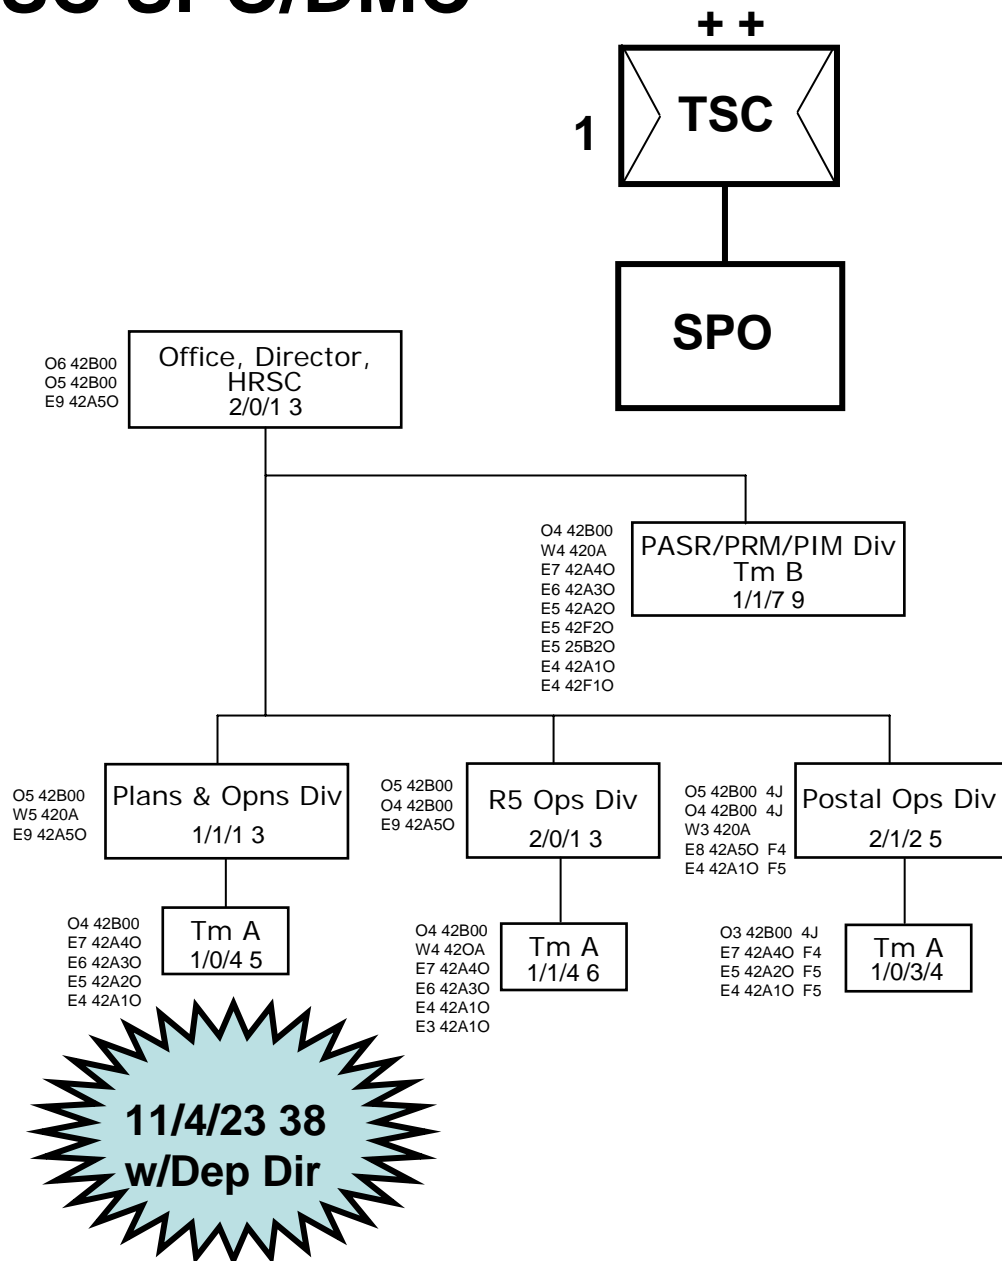 SPO/DMC
+ +
TSC
1
SPO
O6 42B00
O5 42B00
E9 42A5O
Office, Director,
HRSC
2/0/1 3
O4 42B00
W4 420A
E7 42A4O
E6 42A3O
E5 42A2O
E5 42F2O
E5 25B2O
E4 42A1O
E4 42F1O
PASR/PRM/PIM Div
Tm B
1/1/7 9
O5 42B00
W5 420A
E9 42A5O
Plans & Opns Div
1/1/1 3
O5 42B00
O4 42B00
E9 42A5O
R5 Ops Div
2/0/1 3
O5 42B00 4J
O4 42B00 4J
W3 420A
E8 42A5O F4
E4 42A1O F5
Postal Ops Div
2/1/2 5
O4 42B00
E7 42A4O
E6 42A3O
E5 42A2O
E4 42A1O
Tm A
1/0/4 5
O4 42B00
W4 42OA
E7 42A4O
E6 42A3O
E4 42A1O
E3 42A1O
Tm A
1/1/4 6
O3 42B00 4J
E7 42A4O F4
E5 42A2O F5
E4 42A1O F5
Tm A
1/0/3/4
11/4/23 38
w/Dep Dir